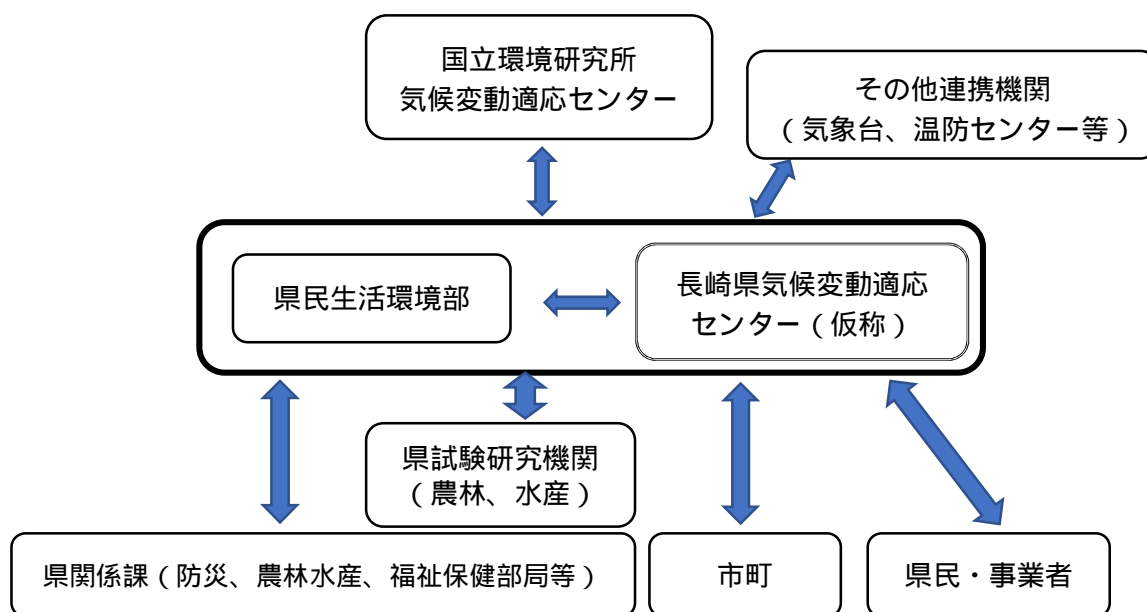 国立環境研究所
気候変動適応センター
その他連携機関
（気象台、温防センター等）
県民生活環境部
長崎県気候変動適応
センター（仮称）
県試験研究機関
（農林、水産）
県関係課（防災、農林水産、福祉保健部局等）
市町
県民・事業者